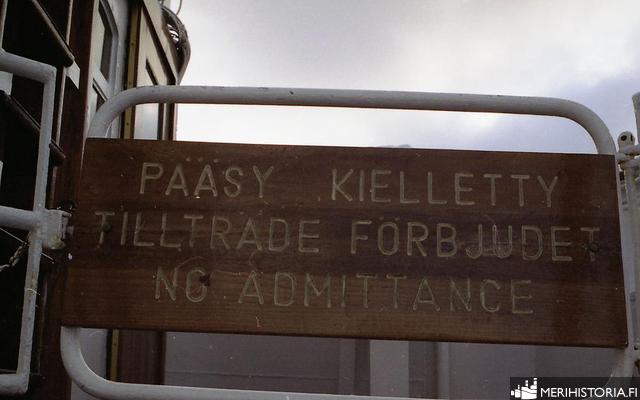 PÄÄSY KIELLETTY
TILLTRÄDE FÖRBJUDET
NO ADMITTANCE
MERIHISTORIA.FI